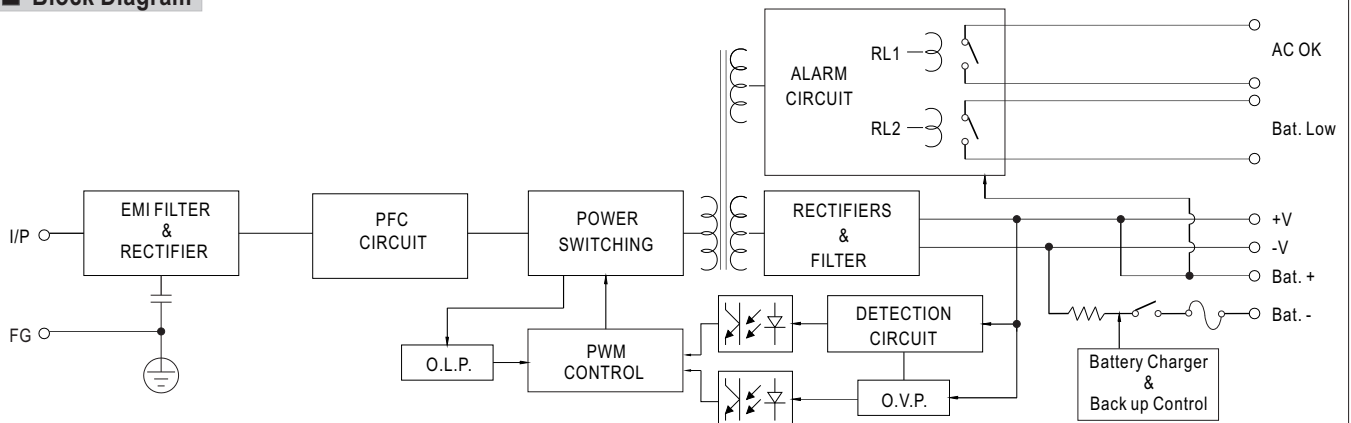 Block Diagram
ALARM
CIRCUIT
RL1
RL2
AC OK
Bat. Low
I/P
EMI FILTER
&
RECTIFIER
PFC
CIRCUIT
POWER
SWITCHING
RECTIFIERS
&
FILTER
+V
-V
Bat. +
Bat. -
FG
O.L.P.
PWM
CONTROL
DETECTION
CIRCUIT
O.V.P.
Battery Charger
&
Back up Control